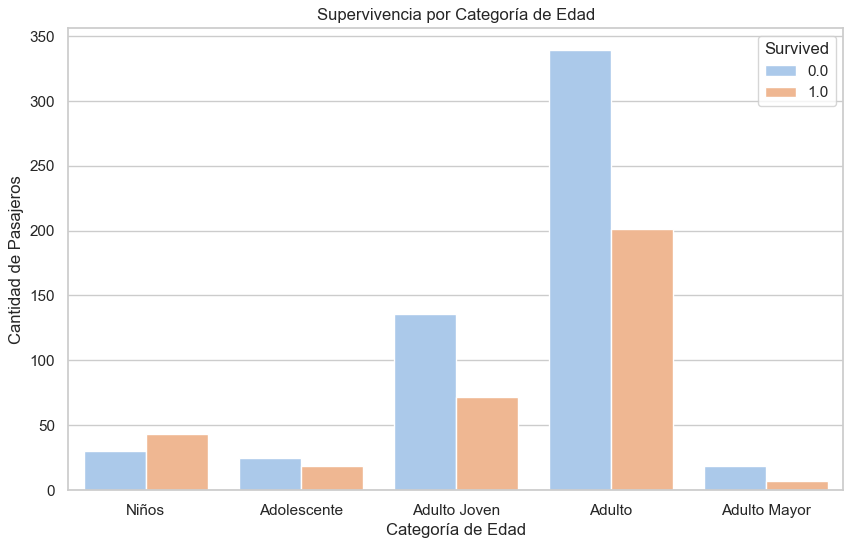 Supervivencia por Categoría de Edad
Survived
0.0
1.0
Cantidad de Pasajeros
350
300
250
200
150
100
50
0
Niños
Adolescente
Adulto Joven
Adulto
Adulto Mayor
Categoría de Edad